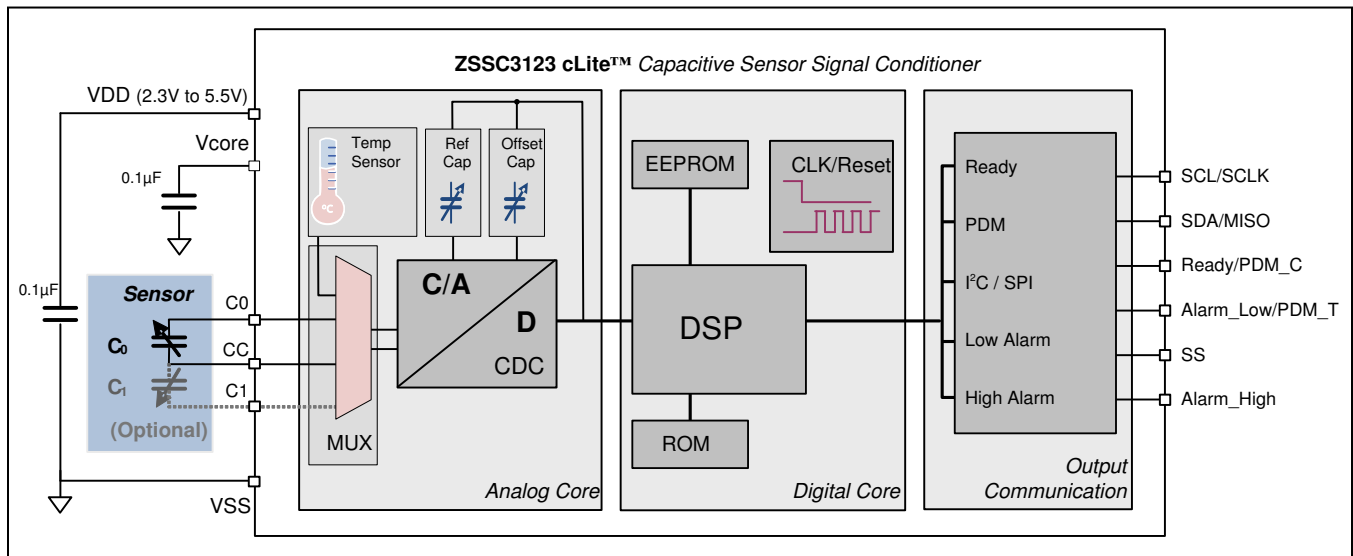 ZSSC3123 cLite™ Capacitive Sensor Signal Conditioner
VDD (2.3V to 5.5V)
Vcore
0.1µF
0.1µF
Sensor
C0
C1
(Optional)
C0
CC
C1
VSS
Temp
Sensor
°C
Ref
Cap
Offset
Cap
MUX
C/A
D
CDC
Analog Core
EEPROM
CLK/Reset
DSP
ROM
Digital Core
Ready
PDM
I²C / SPI
Low Alarm
High Alarm
Output
Communication
SCL/SCLK
SDA/MISO
Ready/PDM_C
Alarm_Low/PDM_T
SS
Alarm_High